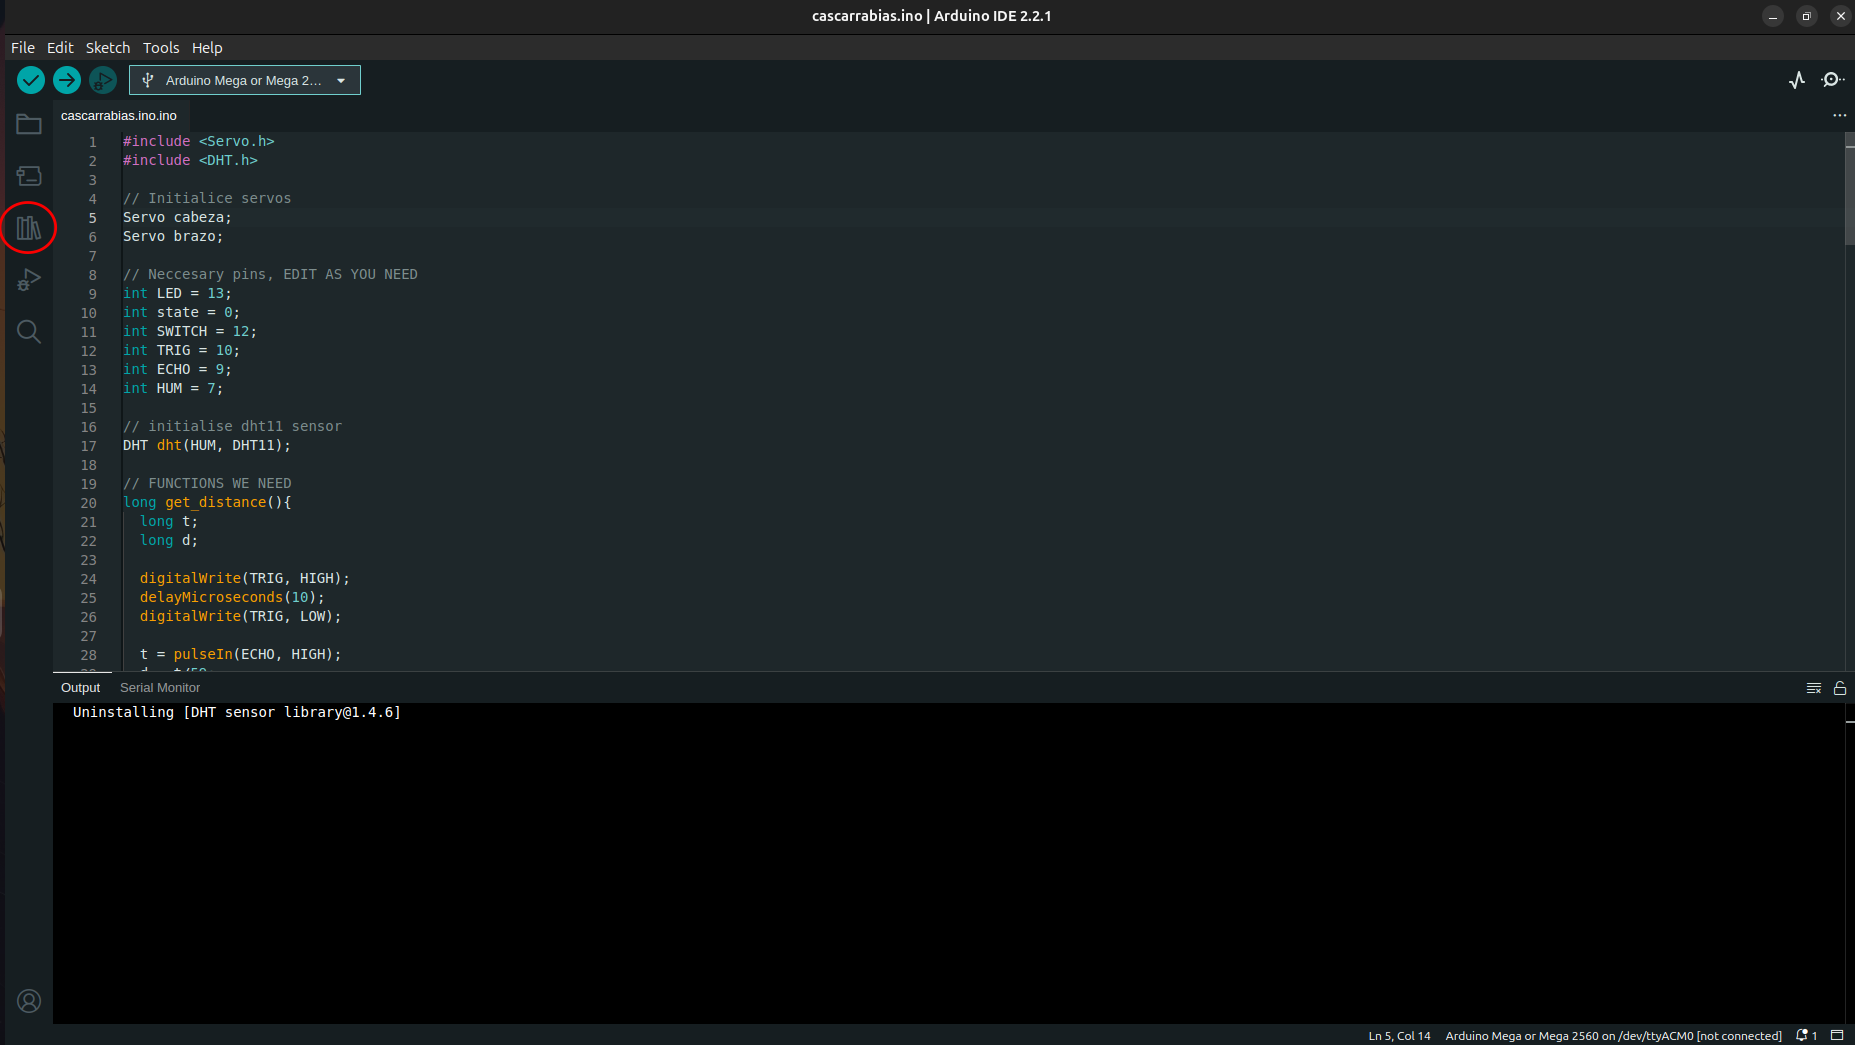 cascarrabias.ino | Arduino IDE 2.2.1
File Edit Sketch Tools Help
Arduino Mega or Mega 2...
cascarrabias.ino.ino
1 #include <Servo.h>
2 #include <DHT.h>
3
4 // Initialice servos
5 Servo cabeza;
6 Servo brazo;
7
8 // Neccesary pins, EDIT AS YOU NEED
9 int LED = 13;
10 int state = 0;
11 int SWITCH = 12;
12 int TRIG = 10;
13 int ECHO = 9;
14 int HUM = 7;
15
16 // initialise dht11 sensor
17 DHT dht(HUM, DHT11);
18
19 // FUNCTIONS WE NEED
20 long get_distance(){
21 long t;
22 long d;
23
24 digitalWrite(TRIG, HIGH);
25 delayMicroseconds(10);
26 digitalWrite(TRIG, LOW);
27
28 t = pulseIn(ECHO, HIGH);
Output Serial Monitor
Uninstalling [DHT sensor library@1.4.6]
Ln 5, Col 14 Arduino Mega or Mega 2560 on /dev/ttyACM0 [not connected] 1